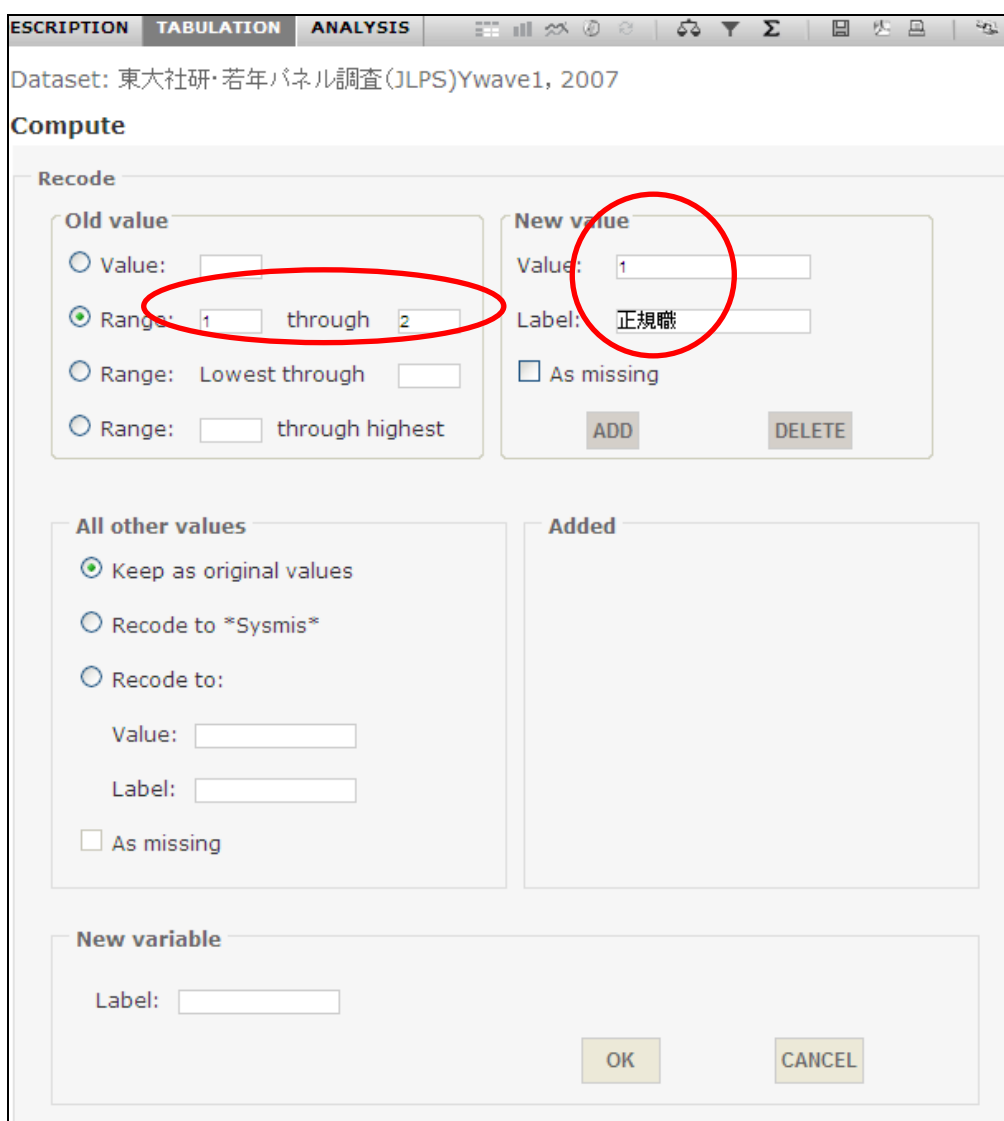 ESCRIPTION TABULATION ANALYSIS
Dataset: 東大社研・若年パネル調査(JLPS)Ywave1, 2007
Compute
Recode
Old value
Value:
Range: 1 through 2
Range: Lowest through
Range: through highest
New value
Value: 1
Label: 正規職
As missing
ADD DELETE
All other values
Keep as original values
Recode to *Sysmis*
Recode to:
Value:
Label:
As missing
Added
New variable
Label:
OK CANCEL